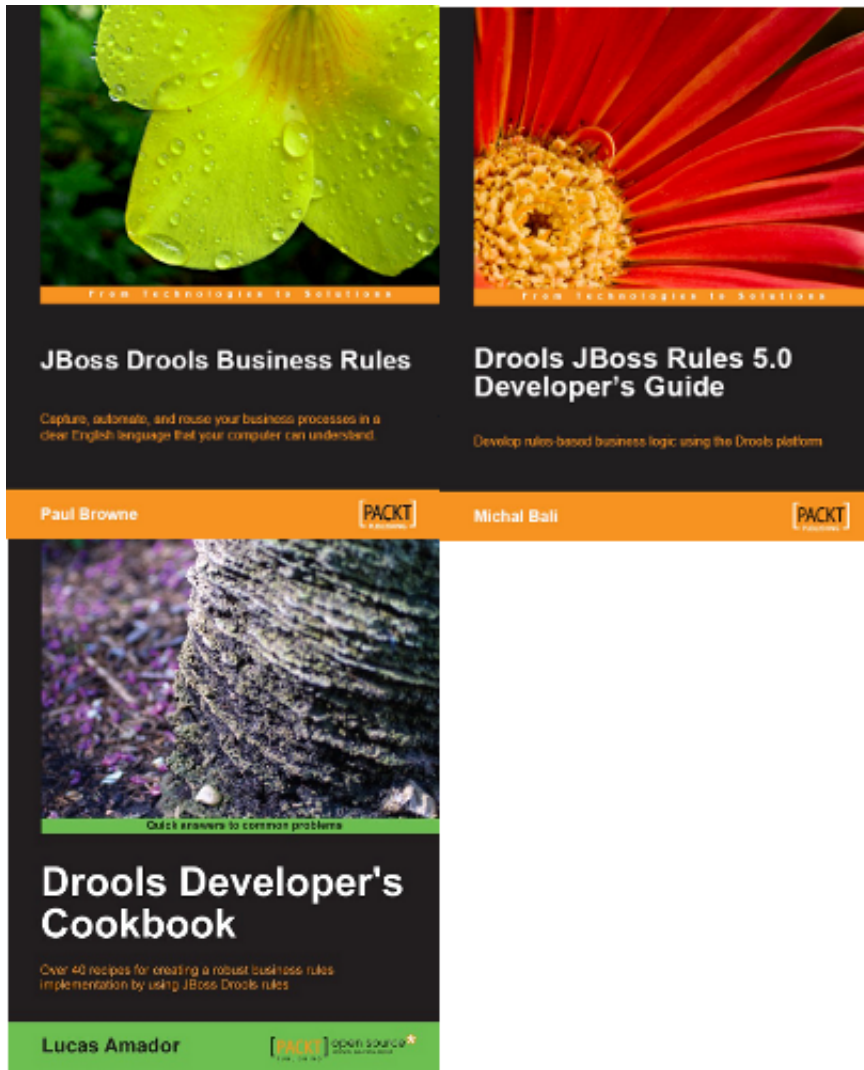 From Technologies to Solutions
JBoss Drools Business Rules
Capture, automate, and reuse your business processes in a
clear English language that your computer can understand.
Paul Browne
[PACKT]
PUBLISHING
From Technologies to Solutions
Drools JBoss Rules 5.0
Developer's Guide
Develop rules-based business logic using the Drools platform
Michal Bali
[PACKT]
PUBLISHING
Quick answers to common problems
Drools Developer's
Cookbook
Over 40 recipes for creating a robust business rules
implementation by using JBoss Drools rules
Lucas Amador
[PACKT] open source*
PUBLISHING